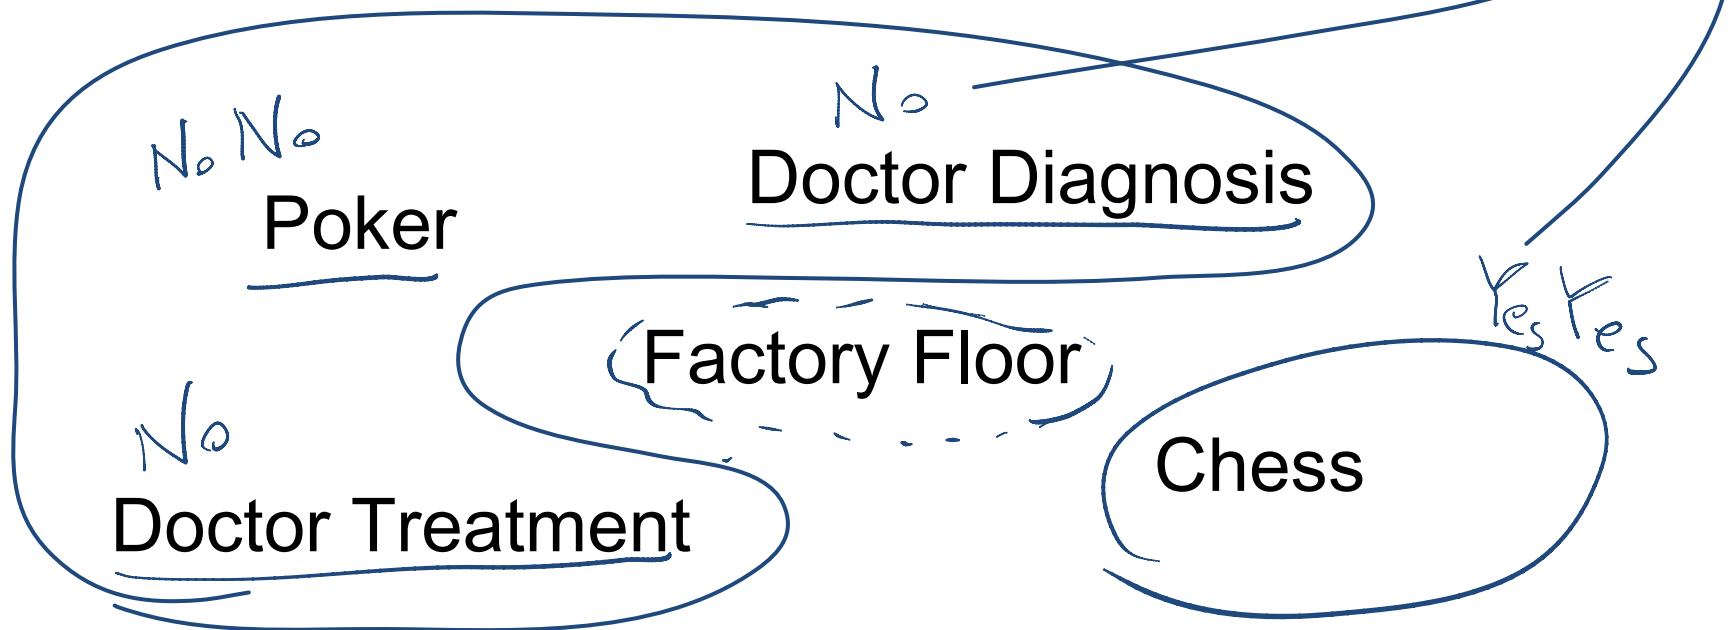 No
No No
Doctor Diagnosis
Poker
Yes Yes
Factory Floor
No
Chess
Doctor Treatment